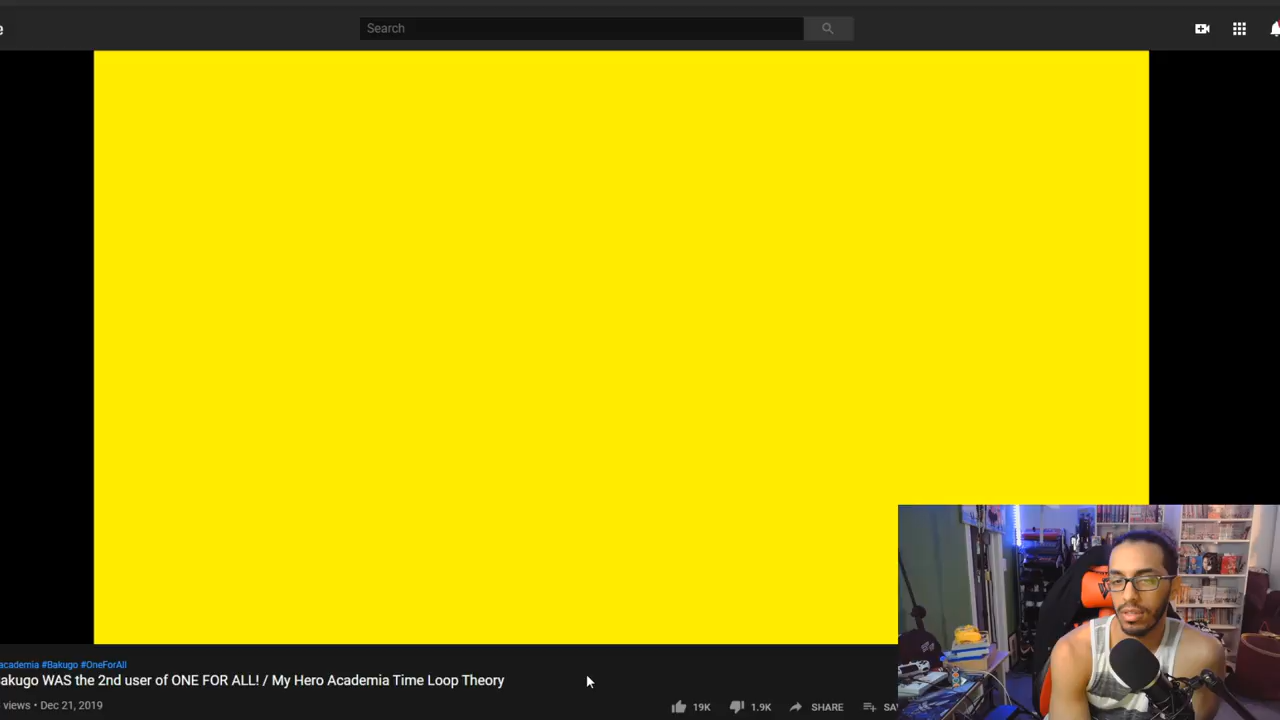 e
Search
academia #Bakugo #OneForAll
akugo WAS the 2nd user of ONE FOR ALL! / My Hero Academia Time Loop Theory
views • Dec 21, 2019
19K
1.9K
SHARE
SA